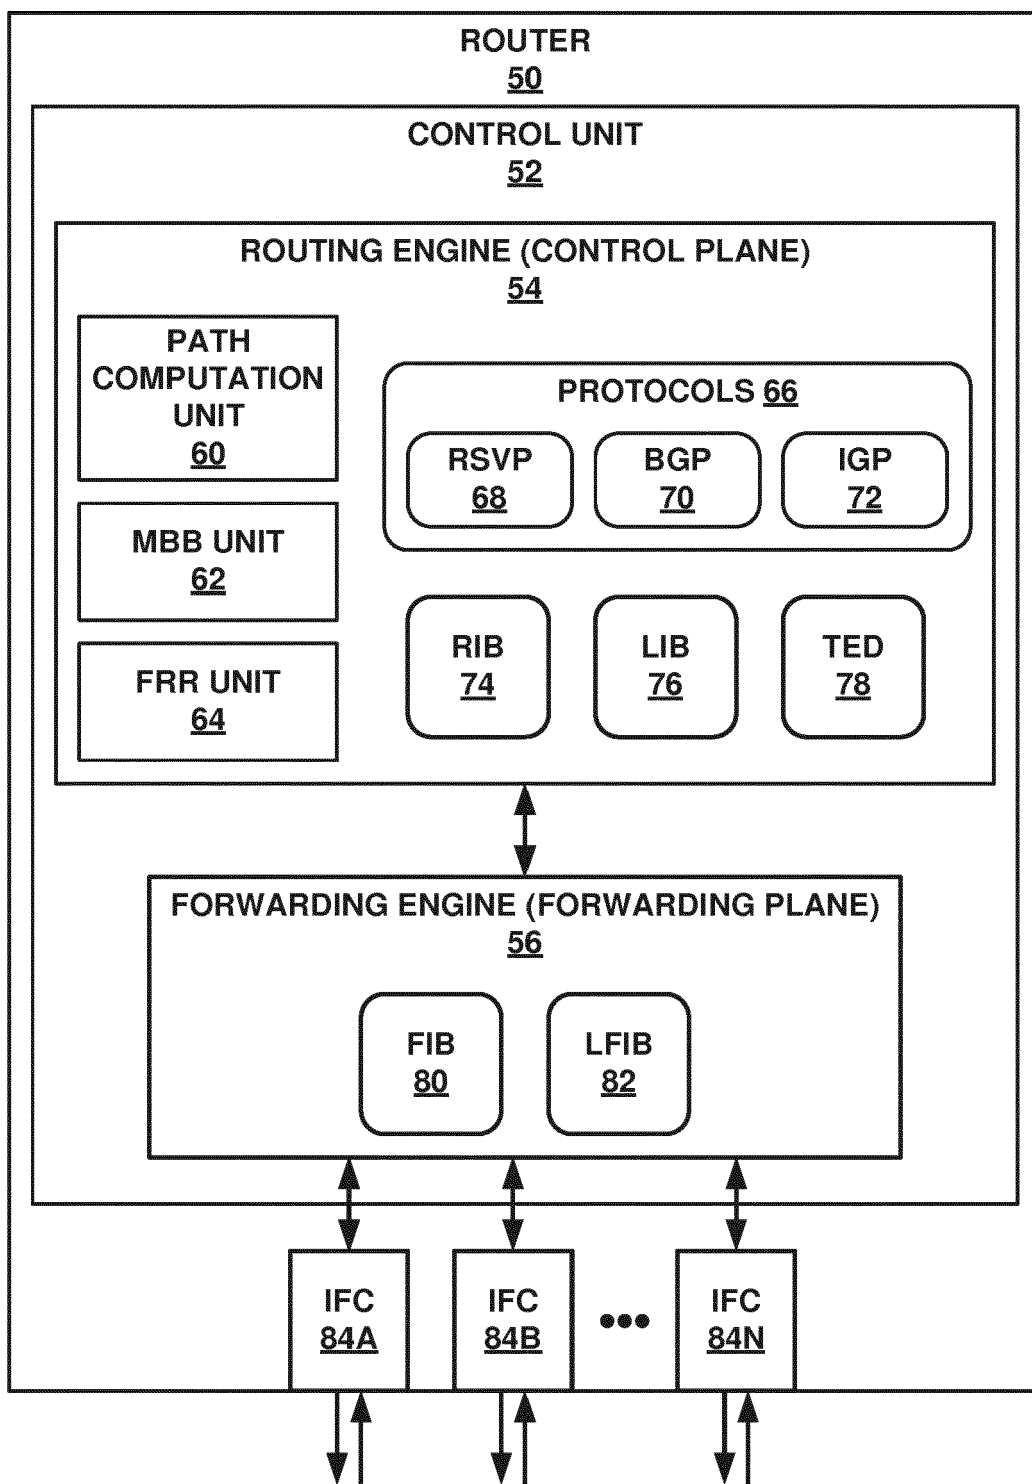 ROUTER
50
CONTROL UNIT
52
ROUTING ENGINE (CONTROL PLANE)
54
PATH
COMPUTATION
UNIT
60
MBB UNIT
62
FRR UNIT
64
PROTOCOLS 66
RSVP
68
BGP
70
IGP
72
RIB
74
LIB
76
TED
78
FORWARDING ENGINE (FORWARDING PLANE)
56
FIB
80
LFIB
82
IFC
84A
IFC
84B
IFC
84N